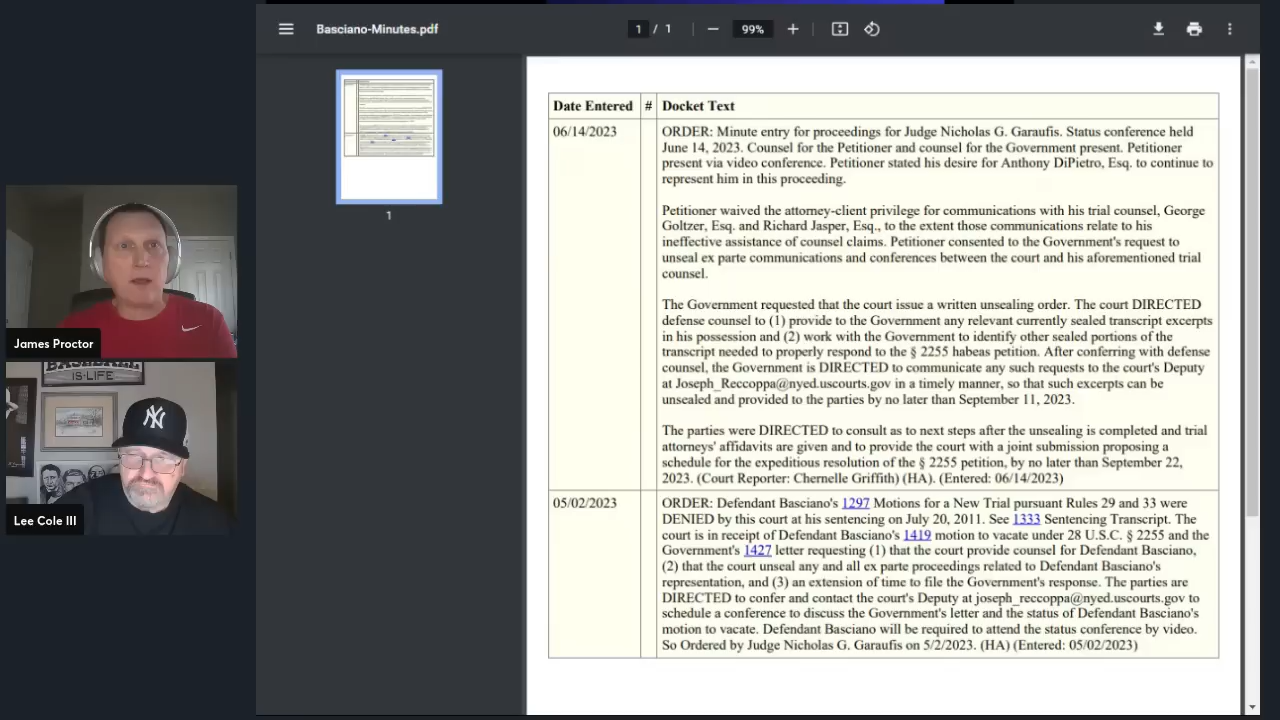 Basciano-Minutes.pdf
1 / 1
99%
1
Date Entered # Docket Text
06/14/2023
ORDER: Minute entry for proceedings for Judge Nicholas G. Garaufis. Status conference held
June 14, 2023. Counsel for the Petitioner and counsel for the Government present. Petitioner
present via video conference. Petitioner stated his desire for Anthony DiPietro, Esq. to continue to
represent him in this proceeding.
Petitioner waived the attorney-client privilege for communications with his trial counsel, George
Goltzer, Esq. and Richard Jasper, Esq., to the extent those communications relate to his
ineffective assistance of counsel claims. Petitioner consented to the Government's request to
unseal ex parte communications and conferences between the court and his aforementioned trial
counsel.
The Government requested that the court issue a written unsealing order. The court DIRECTED
defense counsel to (1) provide to the Government any relevant currently sealed transcript excerpts
in his possession and (2) work with the Government to identify other sealed portions of the
transcript needed to properly respond to the § 2255 habeas petition. After conferring with defense
counsel, the Government is DIRECTED to communicate any such requests to the court's Deputy
at Joseph_Reccoppa@nyed.uscourts.gov in a timely manner, so that such excerpts can be
unsealed and provided to the parties by no later than September 11, 2023.
The parties were DIRECTED to consult as to next steps after the unsealing is completed and trial
attorneys' affidavits are given and to provide the court with a joint submission proposing a
schedule for the expeditious resolution of the § 2255 petition, by no later than September 22,
2023. (Court Reporter: Chernelle Griffith) (HA). (Entered: 06/14/2023)
05/02/2023
ORDER: Defendant Basciano's 1297 Motions for a New Trial pursuant Rules 29 and 33 were
DENIED by this court at his sentencing on July 20, 2011. See 1333 Sentencing Transcript. The
court is in receipt of Defendant Basciano's 1419 motion to vacate under 28 U.S.C. § 2255 and the
Government's 1427 letter requesting (1) that the court provide counsel for Defendant Basciano,
(2) that the court unseal any and all ex parte proceedings related to Defendant Basciano's
representation, and (3) an extension of time to file the Government's response. The parties are
DIRECTED to confer and contact the court's Deputy at joseph_reccoppa@nyed.uscourts.gov to
schedule a conference to discuss the Government's letter and the status of Defendant Basciano's
motion to vacate. Defendant Basciano will be required to attend the status conference by video.
So Ordered by Judge Nicholas G. Garaufis on 5/2/2023. (HA) (Entered: 05/02/2023)
James Proctor
BASEBALL
IS·LIFE
NY
Lee Cole III